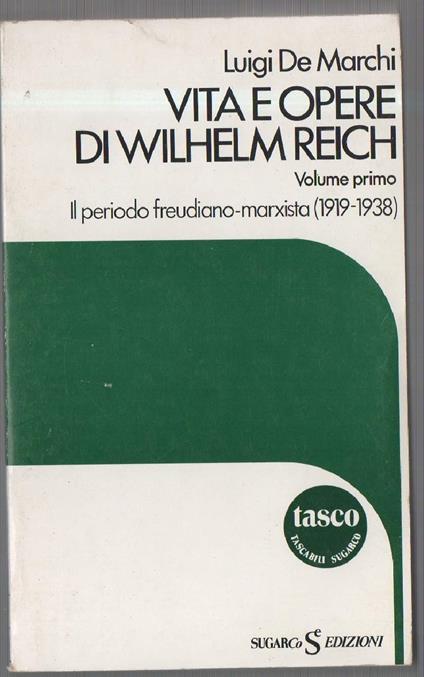 Luigi De Marchi
VITA E OPERE
DI WILHELM REICH
Volume primo
Il periodo freudiano-marxista (1919-1938)
tasco
TASCABILI SUGARCO
SUGARCo Se EDIZIONI